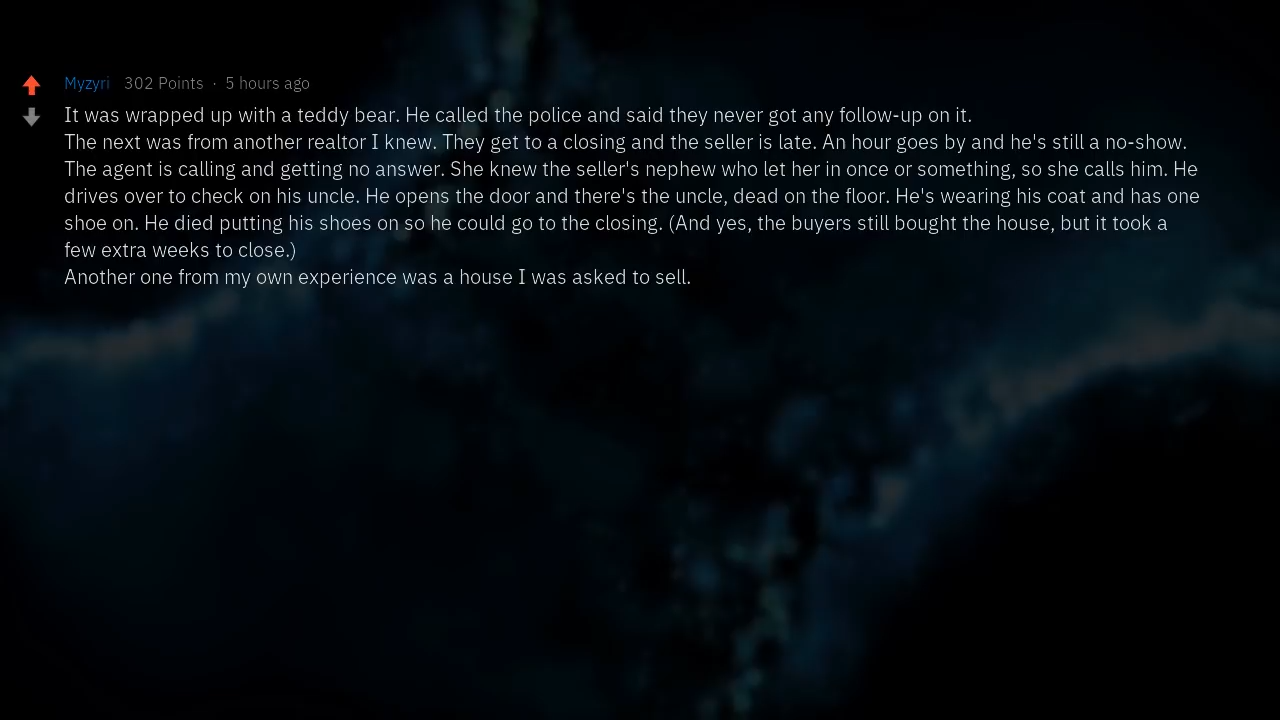 Myzyri 302 Points · 5 hours ago
It was wrapped up with a teddy bear. He called the police and said they never got any follow-up on it.
The next was from another realtor I knew. They get to a closing and the seller is late. An hour goes by and he's still a no-show.
The agent is calling and getting no answer. She knew the seller's nephew who let her in once or something, so she calls him. He
drives over to check on his uncle. He opens the door and there's the uncle, dead on the floor. He's wearing his coat and has one
shoe on. He died putting his shoes on so he could go to the closing. (And yes, the buyers still bought the house, but it took a
few extra weeks to close.)
Another one from my own experience was a house I was asked to sell.